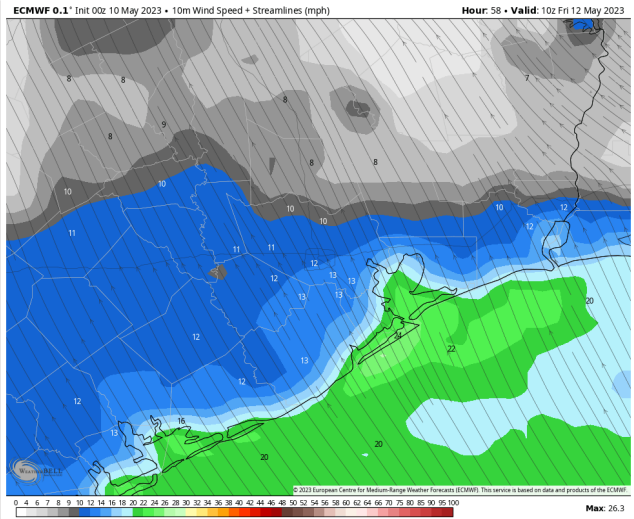 ECMWF 0.1° Init 00z 10 May 2023 • 10m Wind Speed + Streamlines (mph) Hour: 58 • Valid: 10z Fri 12 May 2023
8 8 7
8
9
8
8 8
10 10
10 10 12
10
11 12
11 11
12
12 13 13
13 13
20
24
12 22
13
12
12
16
13
20
20
WEATHERBELL
© 2023 European Centre for Medium-Range Weather Forecasts (ECMWF). This service is based on data and products of the ECMWF.
0 4 6 7 8 9 10 12 14 16 18 20 22 24 26 28 30 32 34 36 38 40 42 44 46 48 50 52 54 56 58 60 62 64 66 70 75 80 85 90 95 100 Max: 26.3